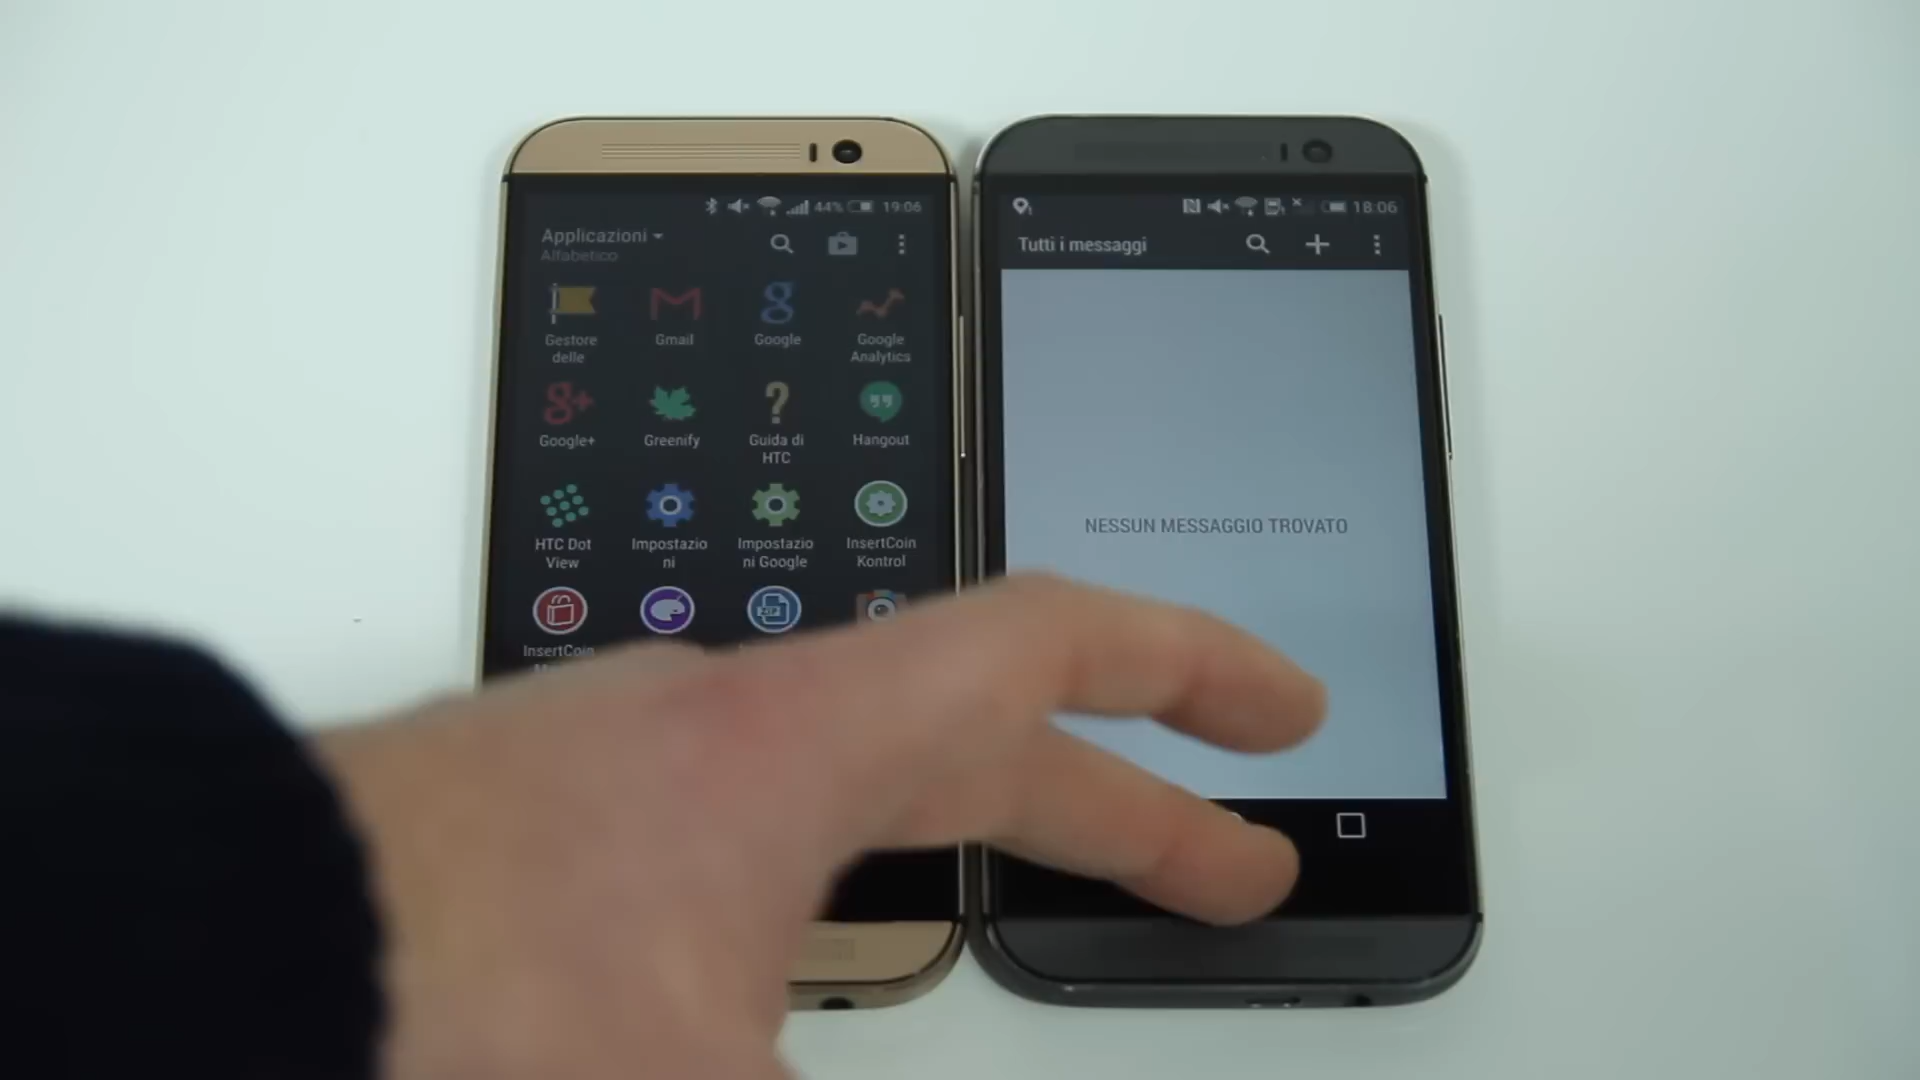 44% 19:06
Applicazioni
Alfabetico
Gestore
delle
Gmail
Google
Google
Analytics
Google+
Greenify
Guida di
HTC
Hangout
HTC Dot
View
Impostazio
ni
Impostazio
ni Google
InsertCoin
Kontrol
InsertCoin
18:06
Tutti i messaggi
NESSUN MESSAGGIO TROVATO